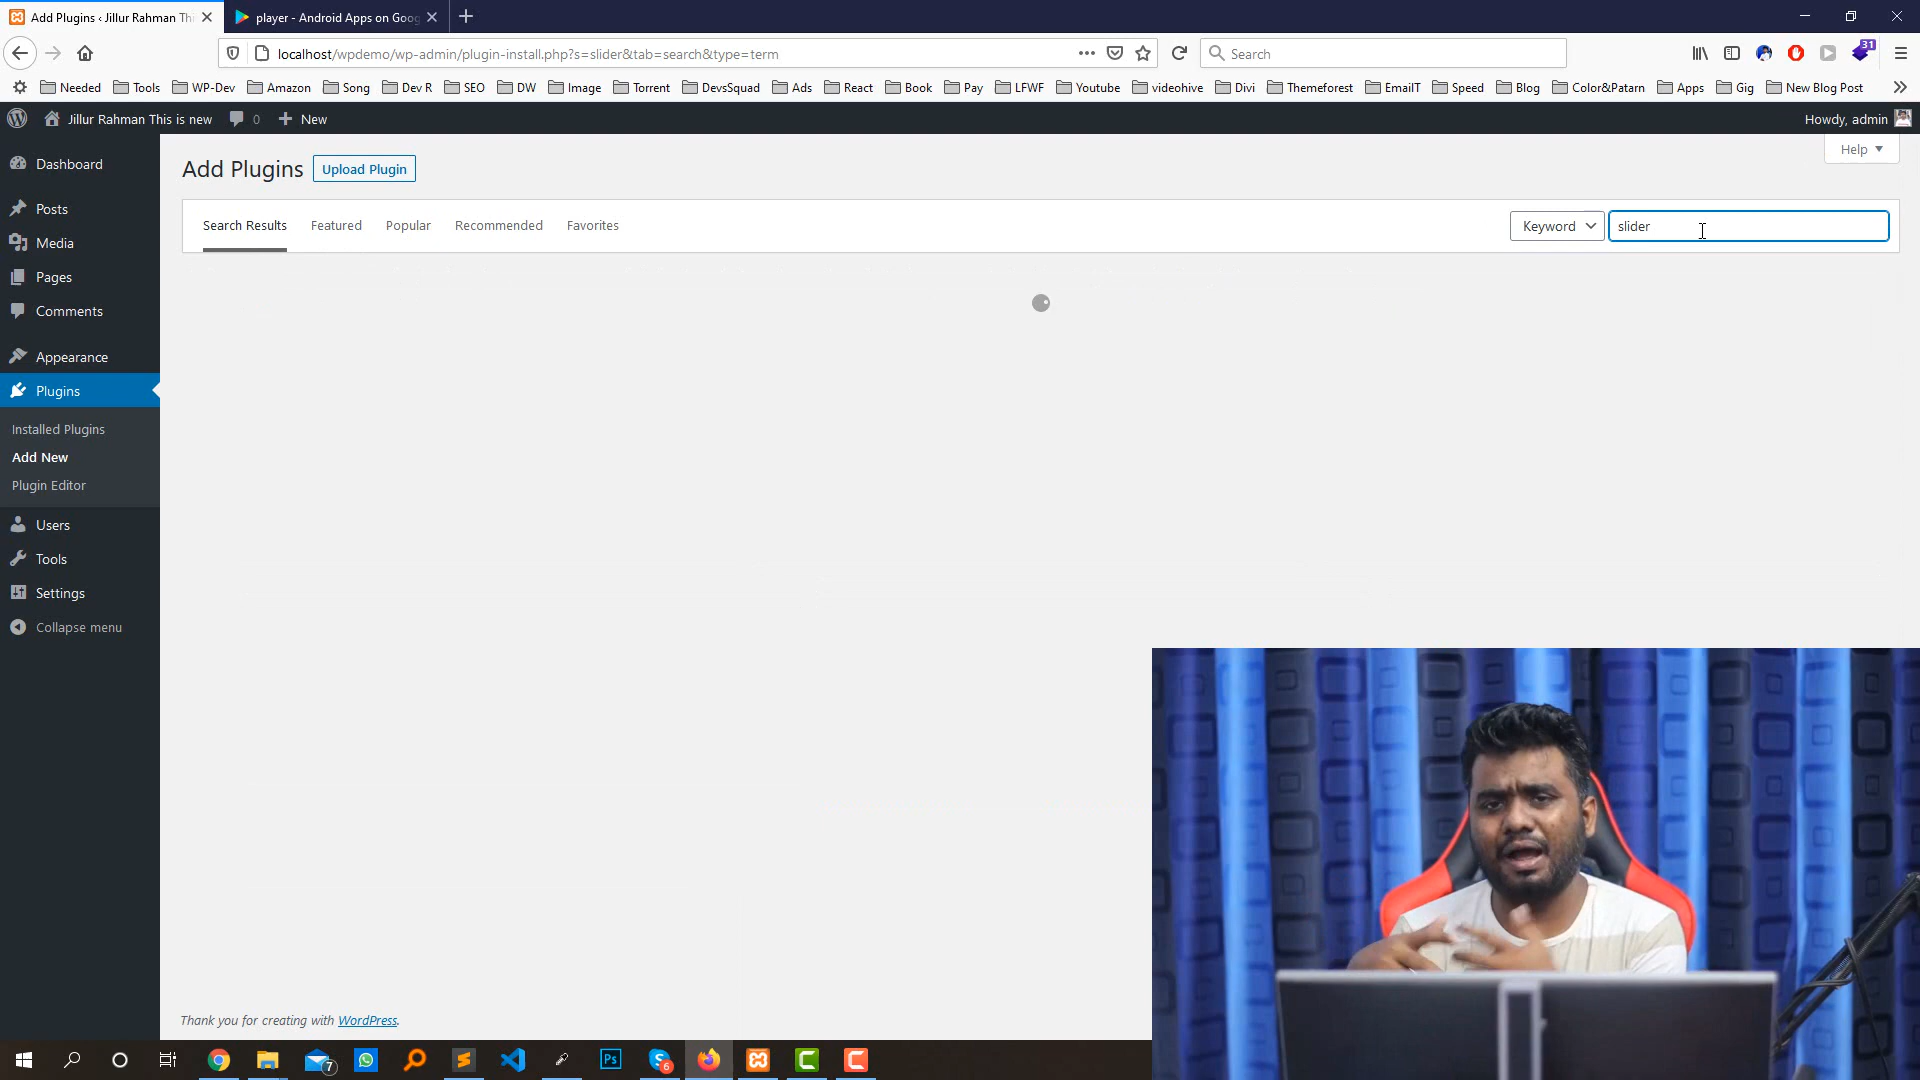 Add Plugins ‹ Jillur Rahman Thi
player - Android Apps on Goog
localhost/wpdemo/wp-admin/plugin-install.php?s=slider&tab=search&type=term
Search
31
Needed
Tools
WP-Dev
Amazon
Song
Dev R
SEO
DW
Image
Torrent
DevsSquad
Ads
React
Book
Pay
LFWF
Youtube
videohive
Divi
Themeforest
EmailT
Speed
Blog
Color&Patarn
Apps
Gig
New Blog Post
Jillur Rahman This is new
0
New
Howdy, admin
Dashboard
Posts
Media
Pages
Comments
Appearance
Plugins
Installed Plugins
Add New
Plugin Editor
Users
Tools
Settings
Collapse menu
Add Plugins
Upload Plugin
Help
Search Results
Featured
Popular
Recommended
Favorites
Keyword
slider
Thank you for creating with WordPress.
7
Ps
6